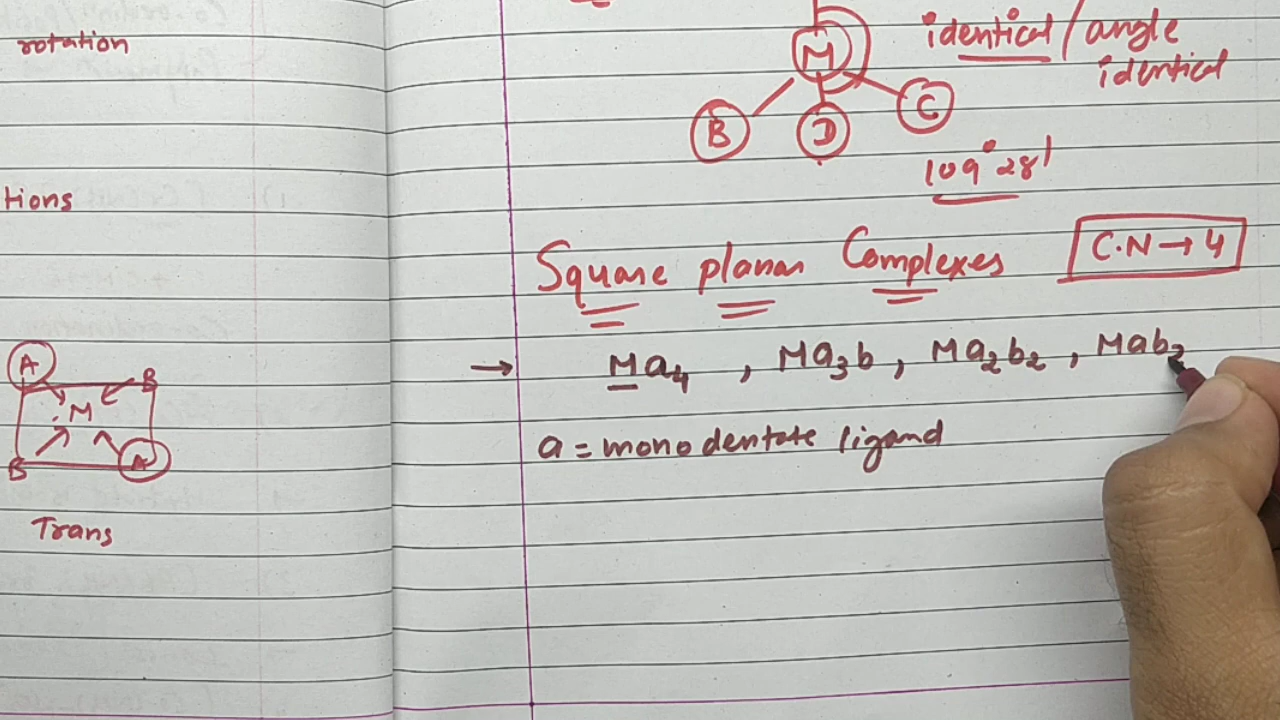 rotation
tions
A B
M
B A
Trans
M
B D C
identical / angle
identical
109°28'
Square planar Complexes C.N → 4
→ Ma4 , Ma3b , Ma2b2 , Mab3
a = monodentate ligand